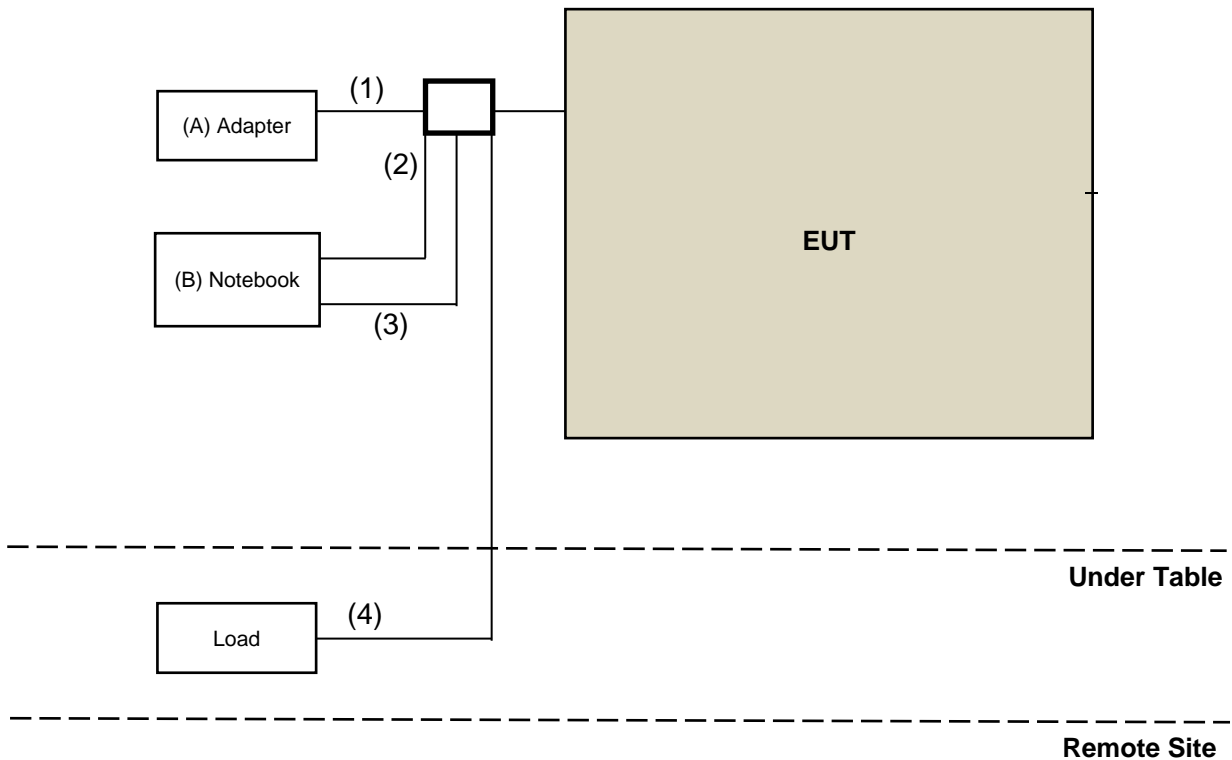 (1)
(A) Adapter
(2)
EUT
(B) Notebook
(3)
Under Table
(4)
Load
Remote Site